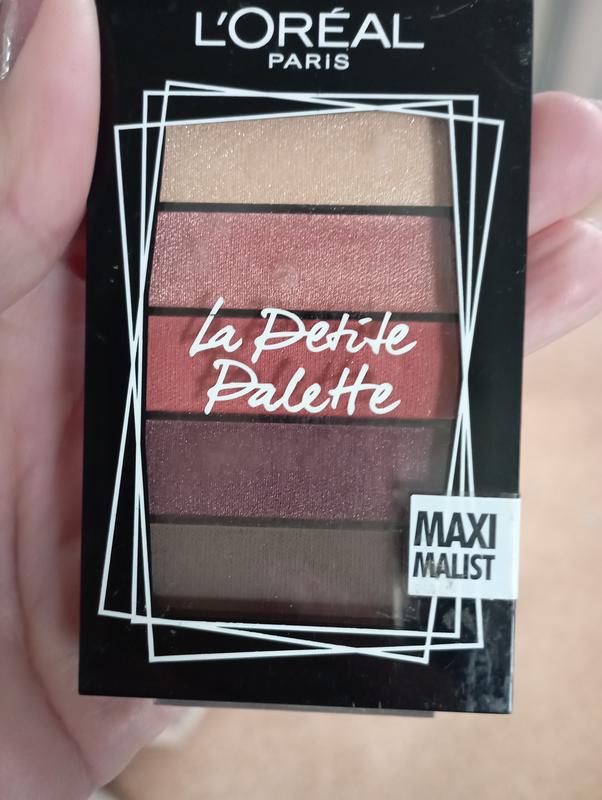 L'ORÉAL
PARIS
La Petite
Palette
MAXI
MALIST